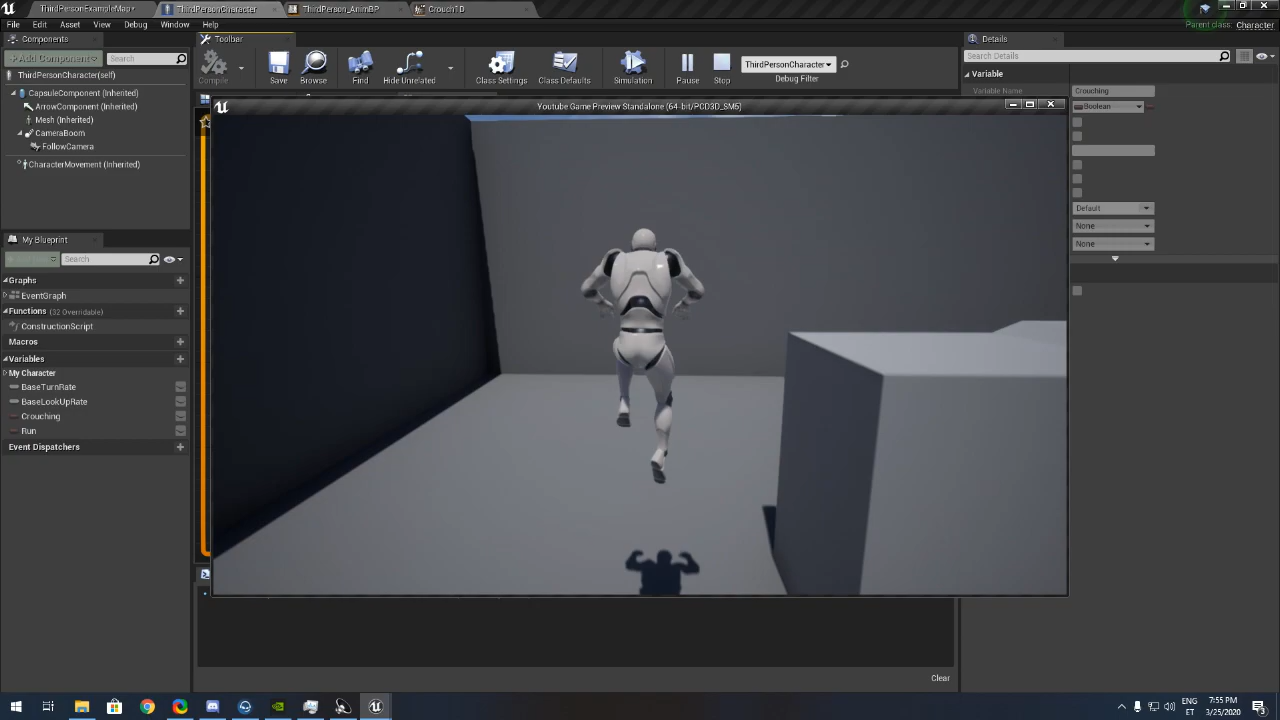 ThirdPersonExampleMap*
ThirdPersonCharacter
ThirdPerson_AnimBP
Crouch1D
File Edit Asset View Debug Window Help
Parent class: Character
Components
Toolbar
Details
+Add Component
Search
Compile
Save
Browse
Find
Hide Unrelated
Class Settings
Class Defaults
Simulation
Pause
Stop
ThirdPersonCharacter
Debug Filter
Search Details
ThirdPersonCharacter(self)
Variable
CapsuleComponent (Inherited)
Variable Name
Crouching
ArrowComponent (Inherited)
Youtube Game Preview Standalone (64-bit/PCD3D_SM5)
Boolean
Mesh (Inherited)
CameraBoom
FollowCamera
CharacterMovement (Inherited)
Default
None
None
My Blueprint
Search
Graphs
EventGraph
Functions (32 Overridable)
ConstructionScript
Macros
Variables
My Character
BaseTurnRate
BaseLookUpRate
Crouching
Run
Event Dispatchers
Clear
ENG
ET
7:55 PM
3/25/2020
3